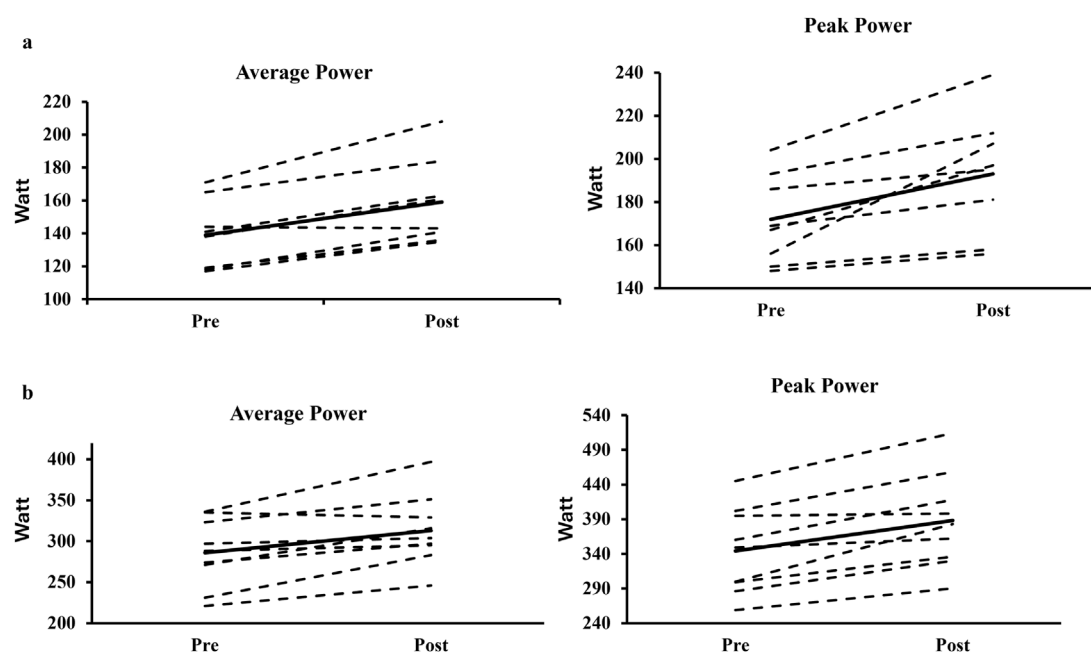 a
Average Power
Watt
220
200
180
160
140
120
100
Pre
Post
Peak Power
Watt
240
220
200
180
160
140
Pre
Post
b
Average Power
Watt
400
350
300
250
200
Pre
Post
Peak Power
Watt
540
490
440
390
340
290
240
Pre
Post